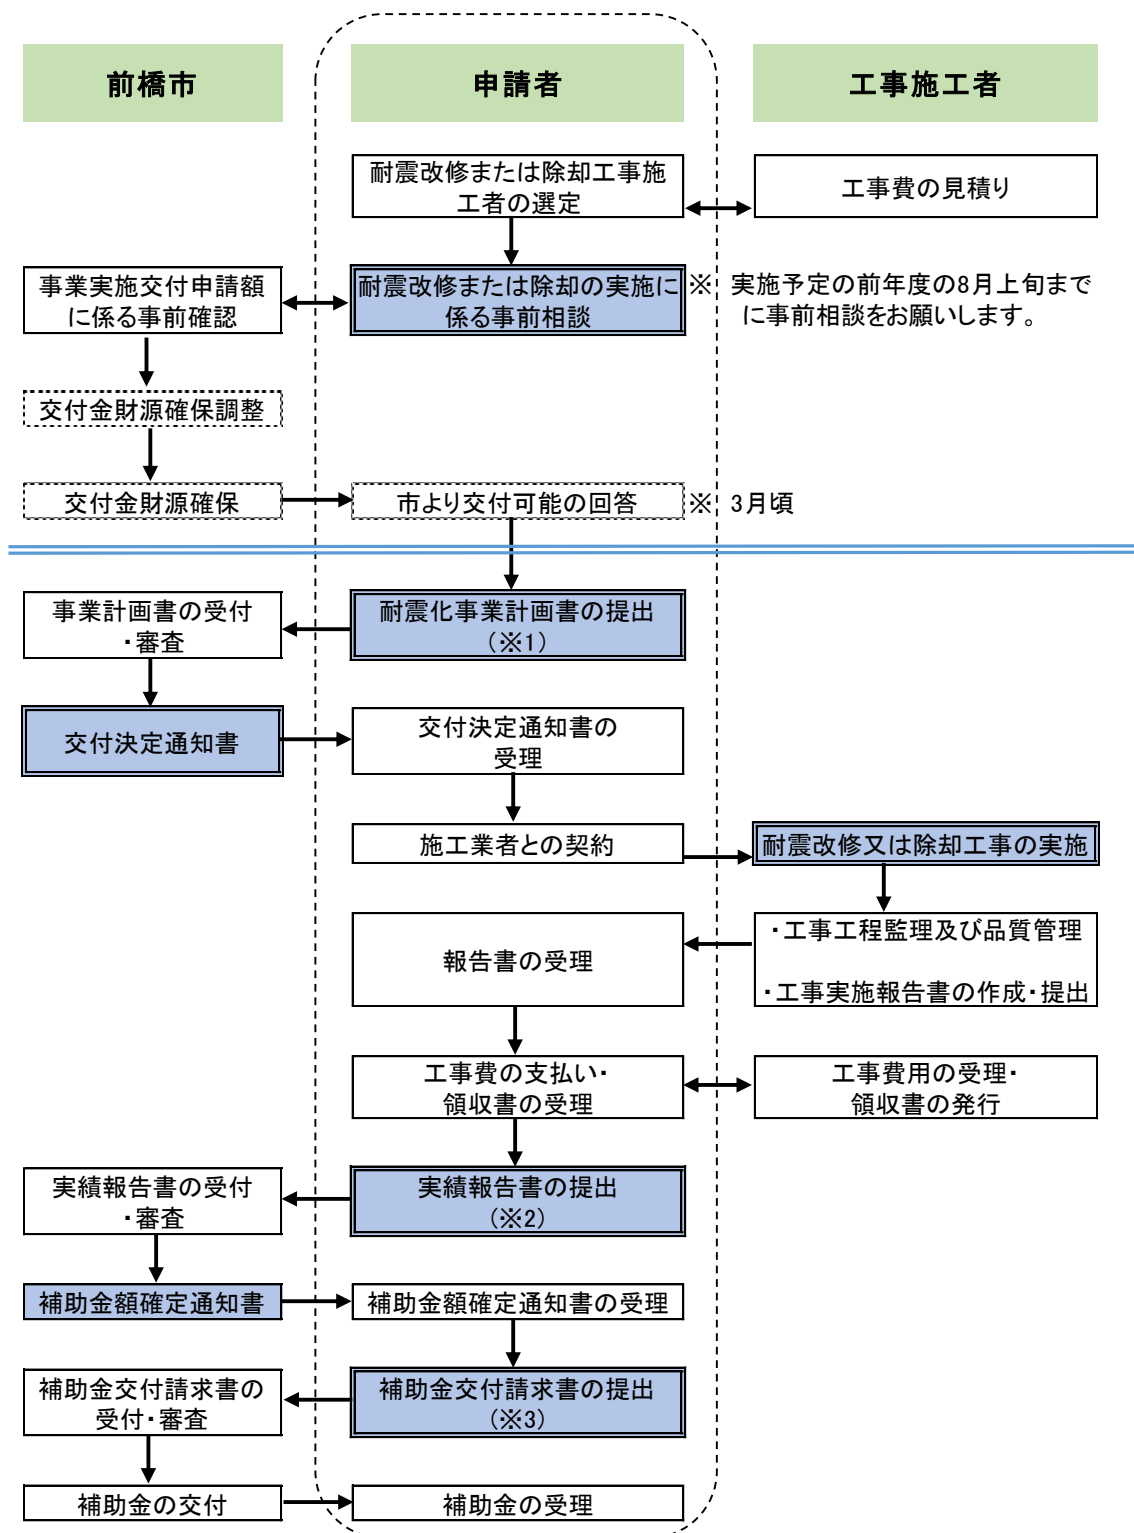 前橋市
申請者
工事施工者
耐震改修または除却工事施
工者の選定
工事費の見積り
事業実施交付申請額
に係る事前確認
耐震改修または除却の実施に
係る事前相談
※ 実施予定の前年度の8月上旬まで
に事前相談をお願いします。
交付金財源確保調整
交付金財源確保
市より交付可能の回答
※ 3月頃
事業計画書の受付
・審査
耐震化事業計画書の提出
(※1)
交付決定通知書
交付決定通知書の
受理
施工業者との契約
耐震改修又は除却工事の実施
報告書の受理
・工事工程監理及び品質管理
・工事実施報告書の作成・提出
工事費の支払い・
領収書の受理
工事費用の受理・
領収書の発行
実績報告書の受付
・審査
実績報告書の提出
(※2)
補助金額確定通知書
補助金額確定通知書の受理
補助金交付請求書の
受付・審査
補助金交付請求書の提出
(※3)
補助金の交付
補助金の受理